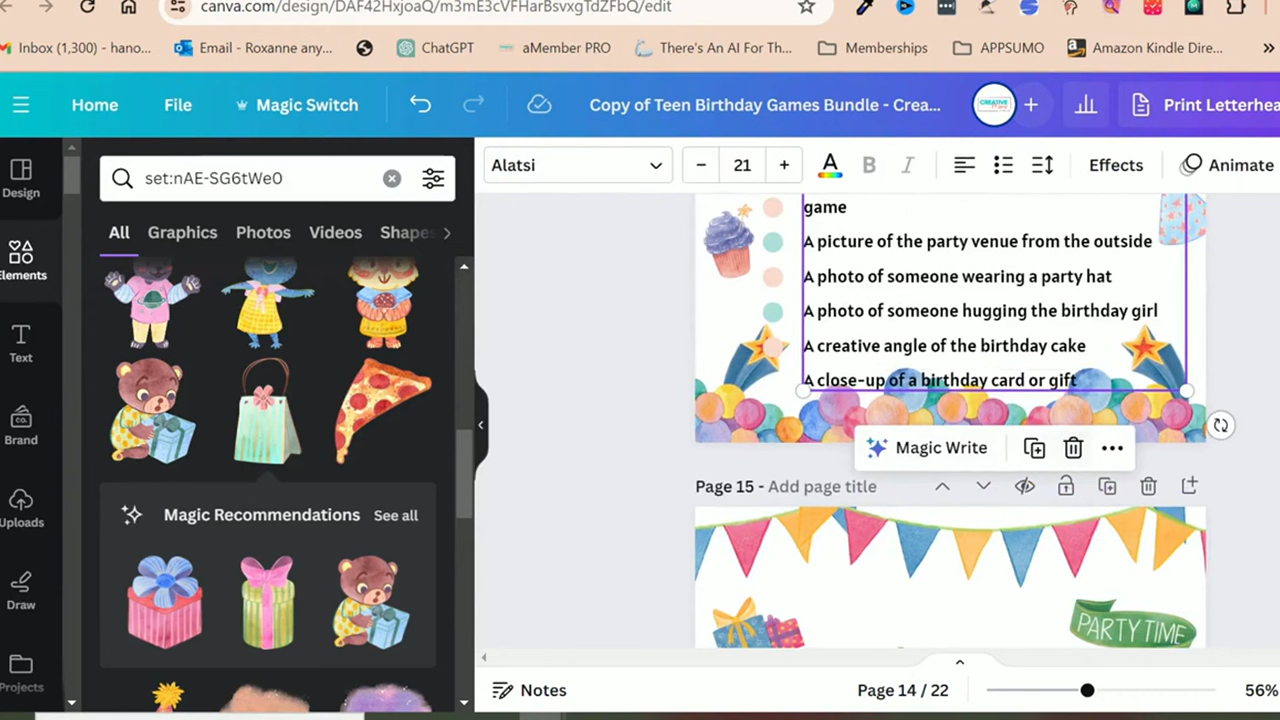 canva.com/design/DAF42HxjoaQ/m3mE3cVFHarBsvxgTdZFbQ/edit
Inbox (1,300) - hano...
Email - Roxanne any...
ChatGPT
aMember PRO
There's An AI For Th...
Memberships
APPSUMO
Amazon Kindle Dire...
»
Home
File
Magic Switch
Copy of Teen Birthday Games Bundle - Crea...
Print Letterhea
Design
Elements
Text
Brand
Uploads
Draw
Projects
set:nAE-SG6tWe0
All
Graphics
Photos
Videos
Shapes
Magic Recommendations
See all
Alatsi
21
A
B
I
Effects
Animate
game
A picture of the party venue from the outside
A photo of someone wearing a party hat
A photo of someone hugging the birthday girl
A creative angle of the birthday cake
A close-up of a birthday card or gift
Magic Write
Page 15 - Add page title
PARTY TIME
Notes
Page 14 / 22
56%